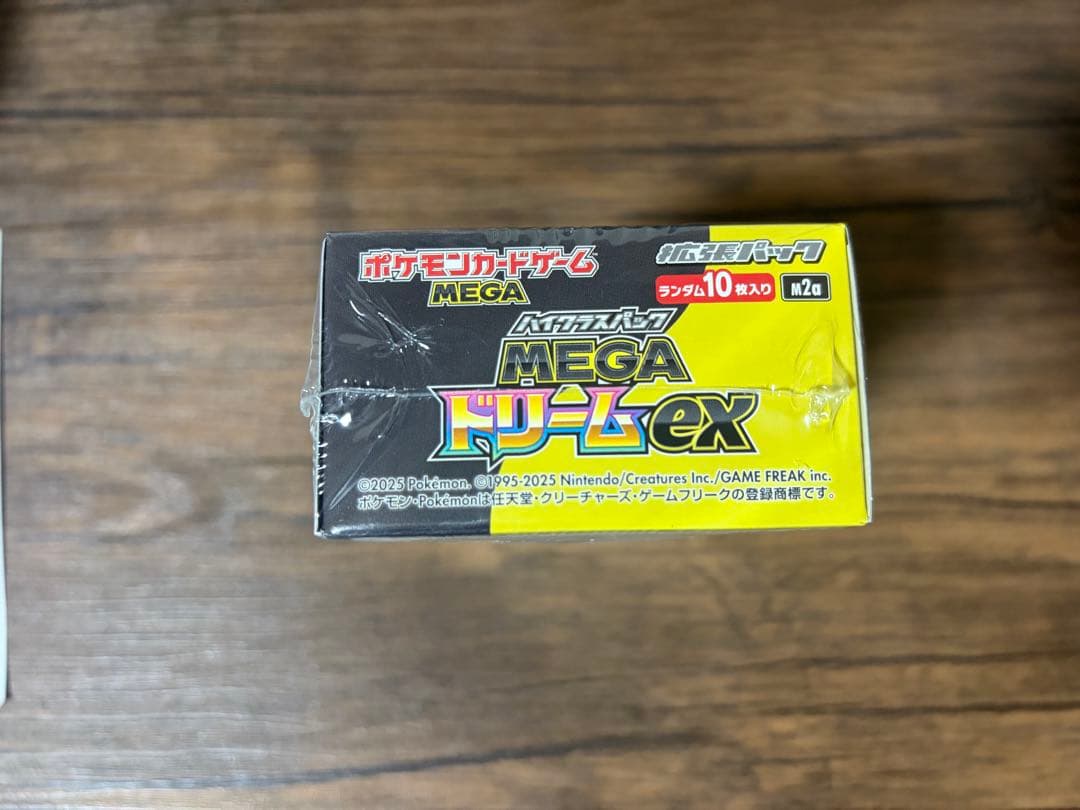 ポケモンカードゲーム
MEGA
拡張パック
ランダム10枚入り M2a
ハイクラスパック
MEGA
ドリームex
©2025 Pokémon. ©1995-2025 Nintendo/Creatures Inc./GAME FREAK inc.
ポケモン・Pokémonは任天堂・クリーチャーズ・ゲームフリークの登録商標です。